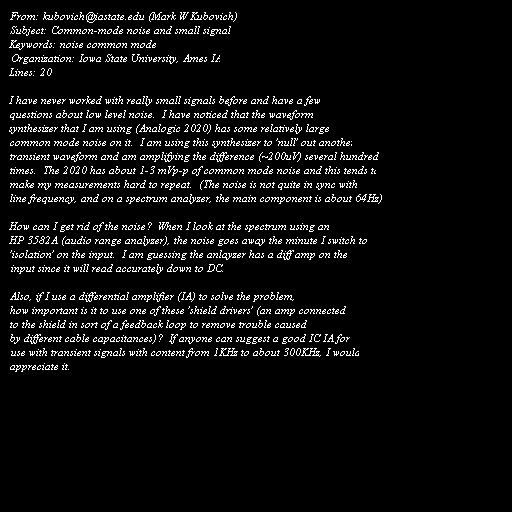 From: kubovich@iastate.edu (Mark W Kubovich)
Subject: Common-mode noise and small signal
Keywords: noise common mode
Organization: Iowa State University, Ames IA
Lines: 20
I have never worked with really small signals before and have a few
questions about low level noise. I have noticed that the waveform
synthesizer that I am using (Analogic 2020) has some relatively large
common mode noise on it. I am using this synthesizer to 'null' out another
transient waveform and am amplifying the difference (~200uV) several hundred
times. The 2020 has about 1-3 mVp-p of common mode noise and this tends t
make my measurements hard to repeat. (The noise is not quite in sync with
line frequency, and on a spectrum analyzer, the main component is about 64Hz)
How can I get rid of the noise? When I look at the spectrum using an
HP 3582A (audio range analyzer), the noise goes away the minute I switch to
'isolation' on the input. I am guessing the anlayzer has a diff amp on the
input since it will read accurately down to DC.
Also, if I use a differential amplifier (IA) to solve the problem,
how important is it to use one of these 'shield drivers' (an amp connected
to the shield in sort of a feedback loop to remove trouble caused
by different cable capacitances)? If anyone can suggest a good IC IA for
use with transient signals with content from 1KHz to about 300KHz, I would
appreciate it.